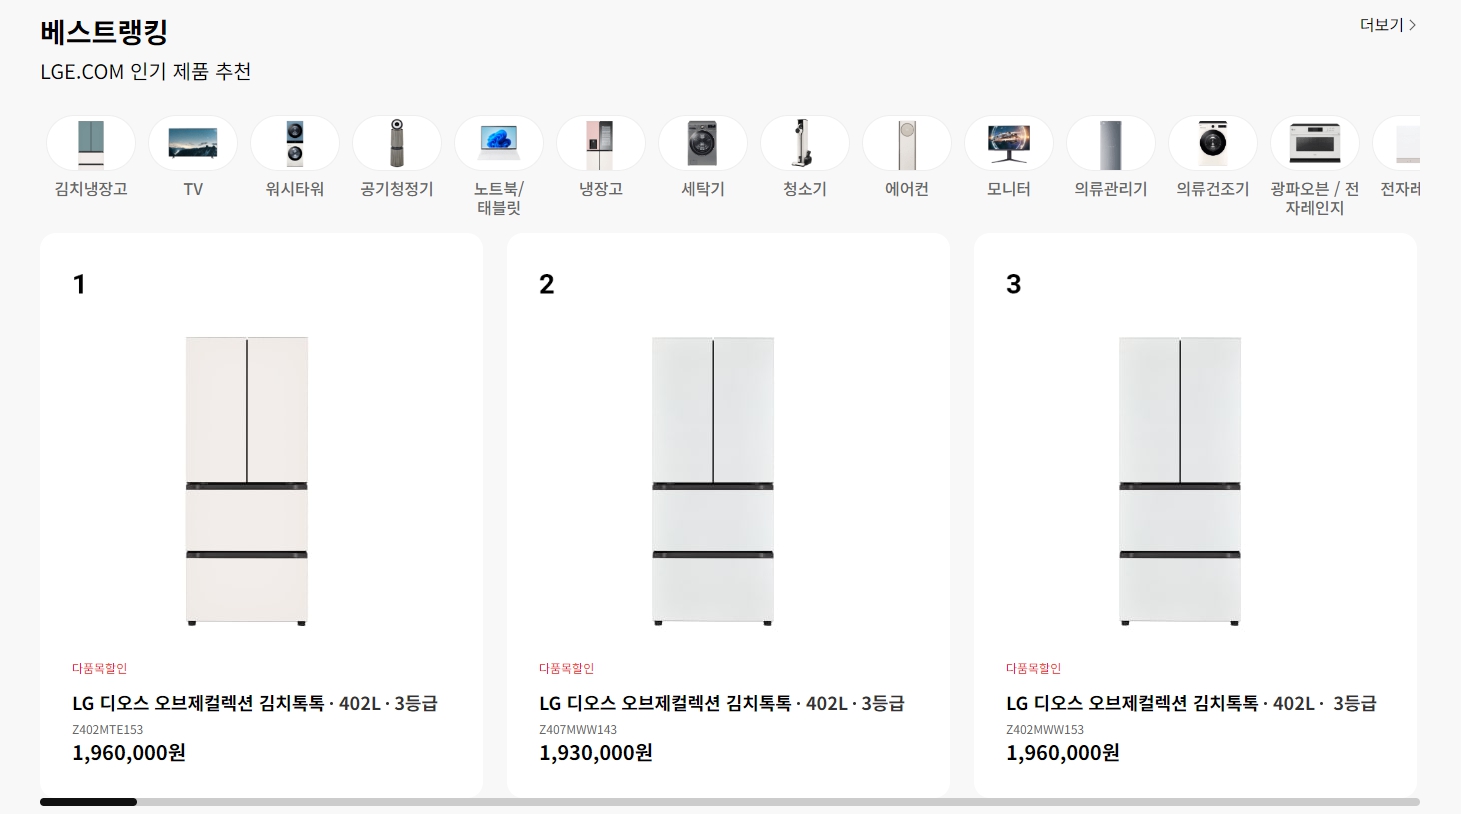 베스트랭킹
더보기
LGE.COM 인기 제품 추천
김치냉장고
TV
워시타워
공기청정기
노트북/
태블릿
냉장고
세탁기
청소기
에어컨
모니터
의류관리기
의류건조기
광파오븐 / 전
자레인지
전자레
1
2
3
다품목할인
다품목할인
다품목할인
LG 디오스 오브제컬렉션 김치톡톡 · 402L · 3등급
LG 디오스 오브제컬렉션 김치톡톡 · 402L · 3등급
LG 디오스 오브제컬렉션 김치톡톡 · 402L · 3등급
Z402MTE153
Z407MWW143
Z402MWW153
1,960,000원
1,930,000원
1,960,000원